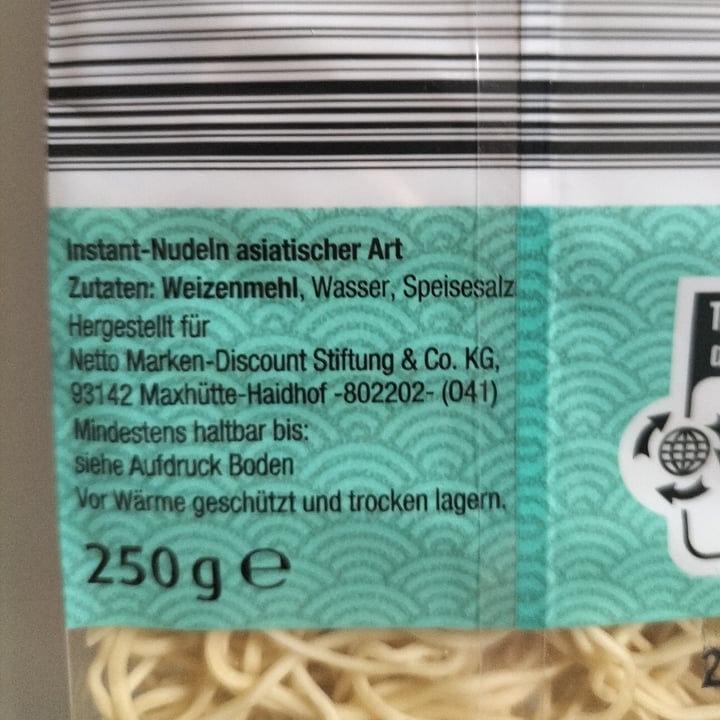 Instant-Nudeln asiatischer Art
Zutaten: Weizenmehl, Wasser, Speisesalz
Hergestellt für
Netto Marken-Discount Stiftung & Co. KG,
93142 Maxhütte-Haidhof -802202- (041)
Mindestens haltbar bis:
siehe Aufdruck Boden
Vor Wärme geschützt und trocken lagern.
250 g e